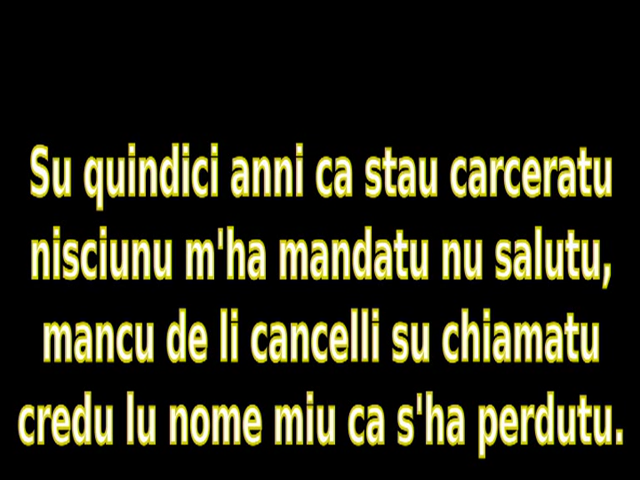 Su quindici anni ca stau carceratu
nisciunu m'ha mandatu nu salutu,
mancu de li cancelli su chiamatu
credu lu nome miu ca s'ha perdutu.